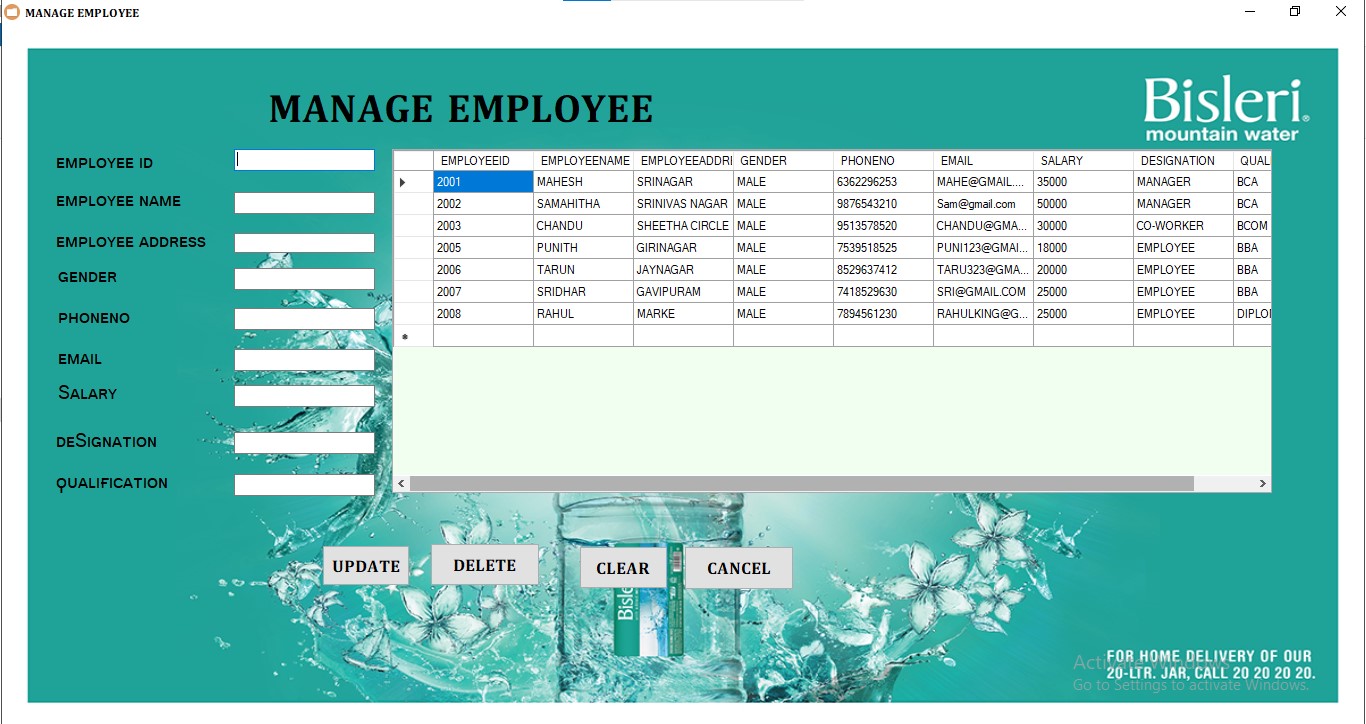 MANAGE EMPLOYEE
MANAGE EMPLOYEE
Bisleri®
mountain water
EMPLOYEE ID
EMPLOYEE NAME
EMPLOYEE ADDRESS
GENDER
PHONENO
EMAIL
SALARY
DESIGNATION
QUALIFICATION
EMPLOYEEID EMPLOYEENAME EMPLOYEEADDRI GENDER PHONENO EMAIL SALARY DESIGNATION QUALI
2001 MAHESH SRINAGAR MALE 6362296253 MAHE@GMAIL.... 35000 MANAGER BCA
2002 SAMAHITHA SRINIVAS NAGAR MALE 9876543210 Sam@gmail.com 50000 MANAGER BCA
2003 CHANDU SHEETHA CIRCLE MALE 9513578520 CHANDU@GMA... 30000 CO-WORKER BCOM
2005 PUNITH GIRINAGAR MALE 7539518525 PUNI123@GMAI... 18000 EMPLOYEE BBA
2006 TARUN JAYNAGAR MALE 8529637412 TARU323@GMA... 20000 EMPLOYEE BBA
2007 SRIDHAR GAVIPURAM MALE 7418529630 SRI@GMAIL.COM 25000 EMPLOYEE BBA
2008 RAHUL MARKE MALE 7894561230 RAHULKING@G... 25000 EMPLOYEE DIPLOI
UPDATE
DELETE
CLEAR
CANCEL
Bisle
FOR HOME DELIVERY OF OUR
20-LTR. JAR, CALL 20 20 20 20.
Activate Windows
Go to Settings to activate Windows.